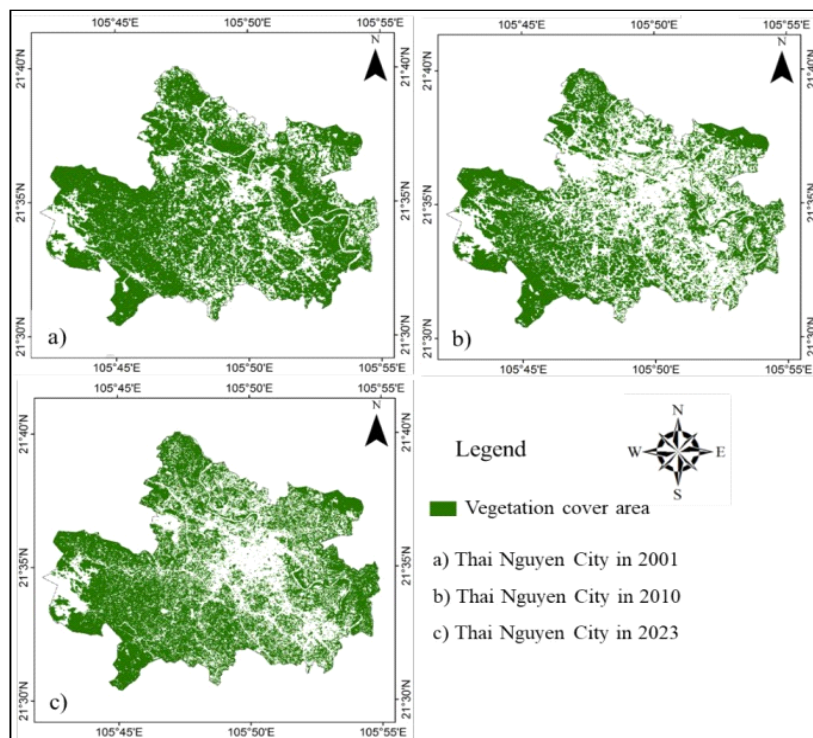 105°45'E 105°50'E 105°55'E
N
21°40'N 21°40'N
21°35'N 21°35'N
21°30'N 21°30'N
a)
105°45'E 105°50'E 105°55'E
105°45'E 105°50'E 105°55'E
N
21°40'N 21°40'N
21°35'N 21°35'N
21°30'N 21°30'N
b)
105°45'E 105°50'E 105°55'E
105°45'E 105°50'E 105°55'E
N
21°40'N 21°40'N
21°35'N 21°35'N
21°30'N 21°30'N
c)
105°45'E 105°50'E 105°55'E
N
W E
S
Legend
Vegetation cover area
a) Thai Nguyen City in 2001
b) Thai Nguyen City in 2010
c) Thai Nguyen City in 2023